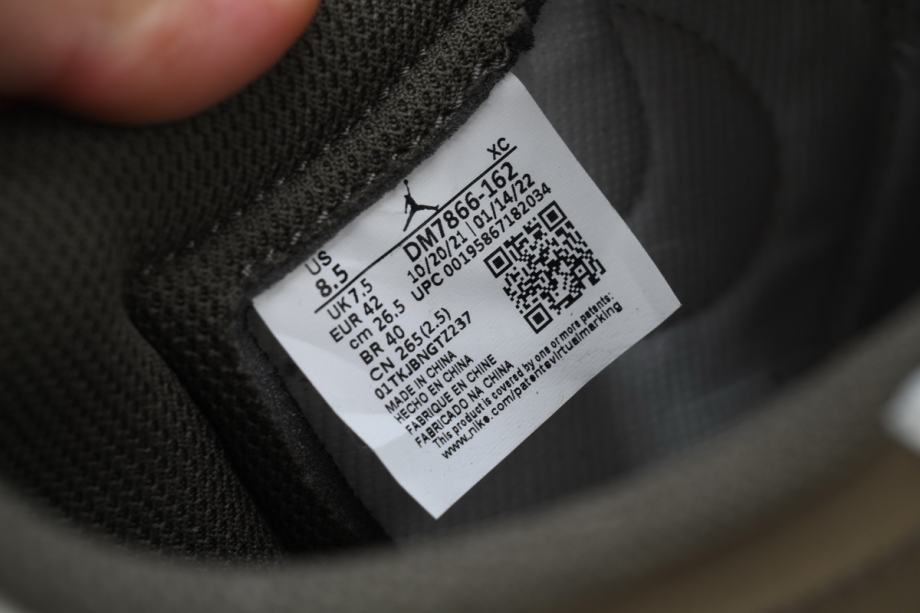 XC
US
8.5
DM7866-162
UK 7.5
10/20/21 | 01/14/22
EUR 42
UPC 00195867182034
cm 26.5
BR 40
CN 265(2.5)
01TKJBNGTZ237
MADE IN CHINA
HECHO EN CHINA
FABRIQUE EN CHINE
FABRICADO NA CHINA
This product is covered by one or more patents:
www.nike.com/patentsvirtualmarking